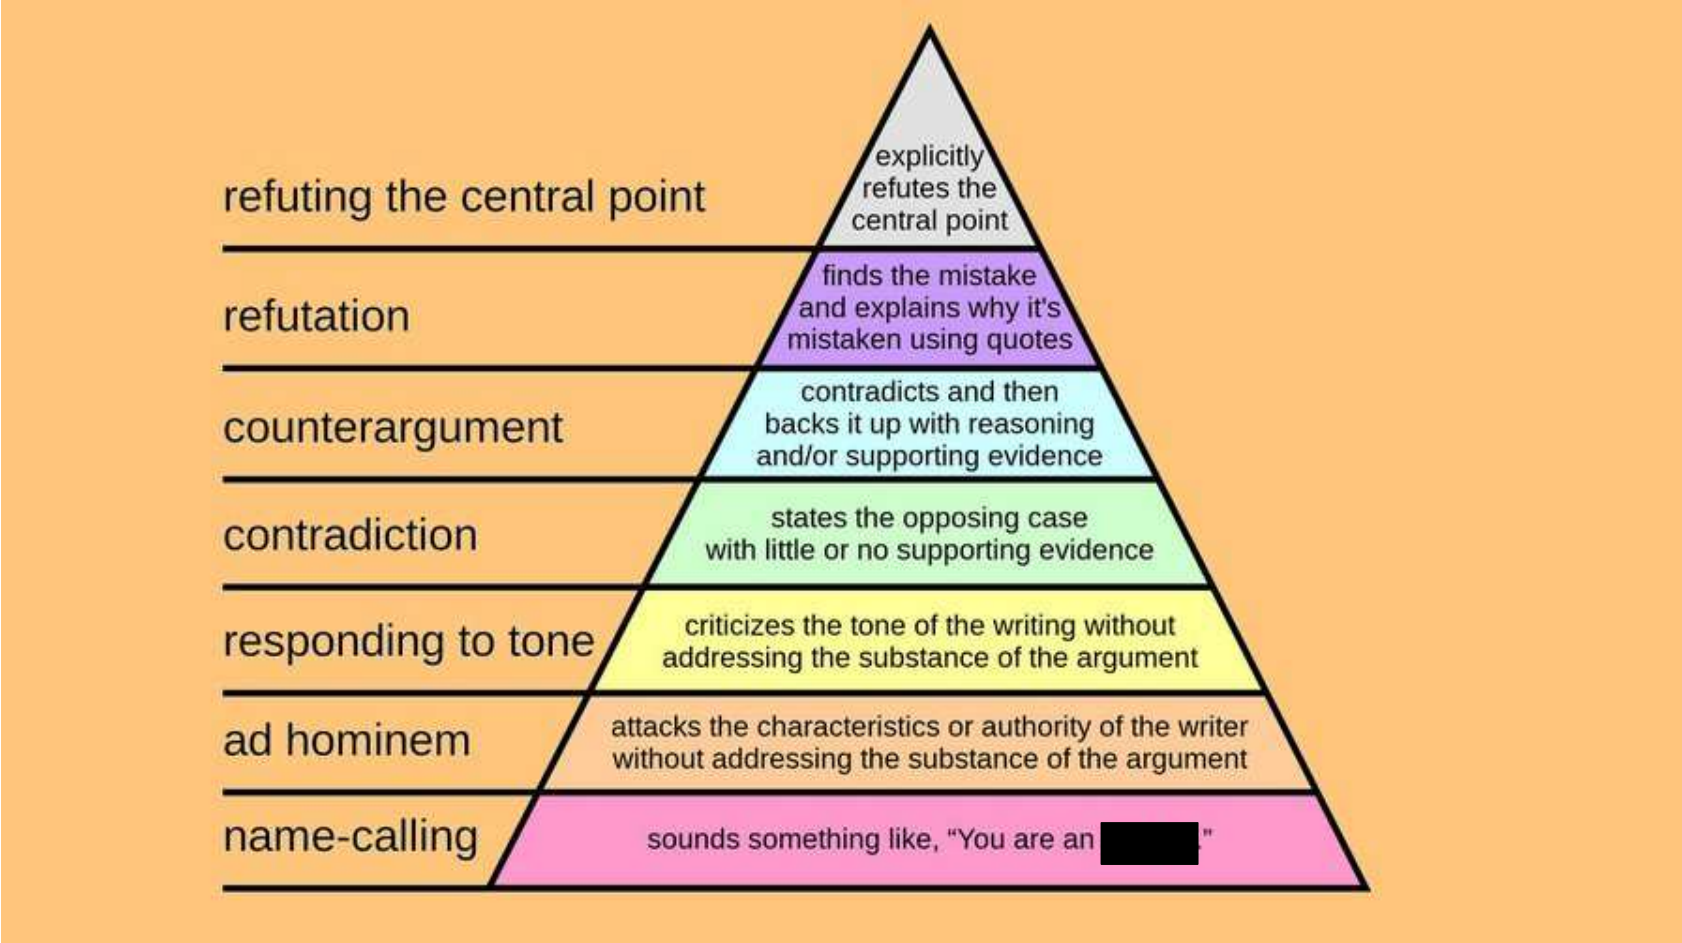 refuting the central point
explicitly
refutes the
central point
refutation
finds the mistake
and explains why it's
mistaken using quotes
counterargument
contradicts and then
backs it up with reasoning
and/or supporting evidence
contradiction
states the opposing case
with little or no supporting evidence
responding to tone
criticizes the tone of the writing without
addressing the substance of the argument
ad hominem
attacks the characteristics or authority of the writer
without addressing the substance of the argument
name-calling
sounds something like, “You are an .”